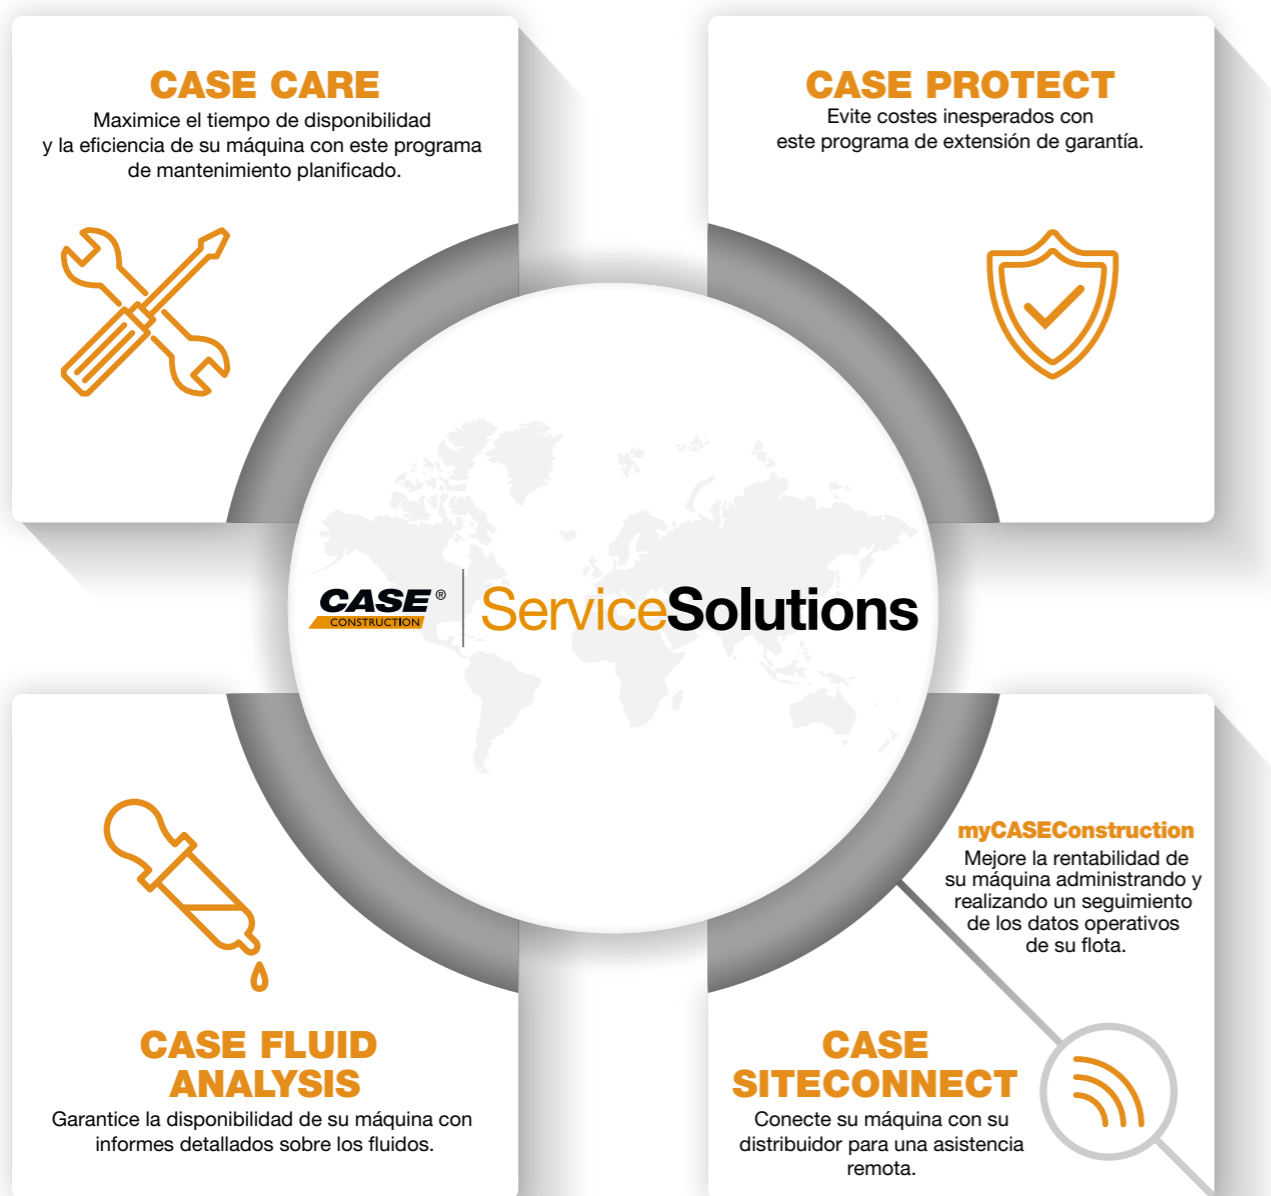 CASE CARE
Maximice el tiempo de disponibilidad
y la eficiencia de su máquina con este programa
de mantenimiento planificado.
CASE PROTECT
Evite costes inesperados con
este programa de extensión de garantía.
CASE®
CONSTRUCTION
ServiceSolutions
CASE FLUID
ANALYSIS
Garantice la disponibilidad de su máquina con
informes detallados sobre los fluidos.
myCASEConstruction
Mejore la rentabilidad de
su máquina administrando y
realizando un seguimiento
de los datos operativos
de su flota.
CASE
SITECONNECT
Conecte su máquina con su
distribuidor para una asistencia
remota.